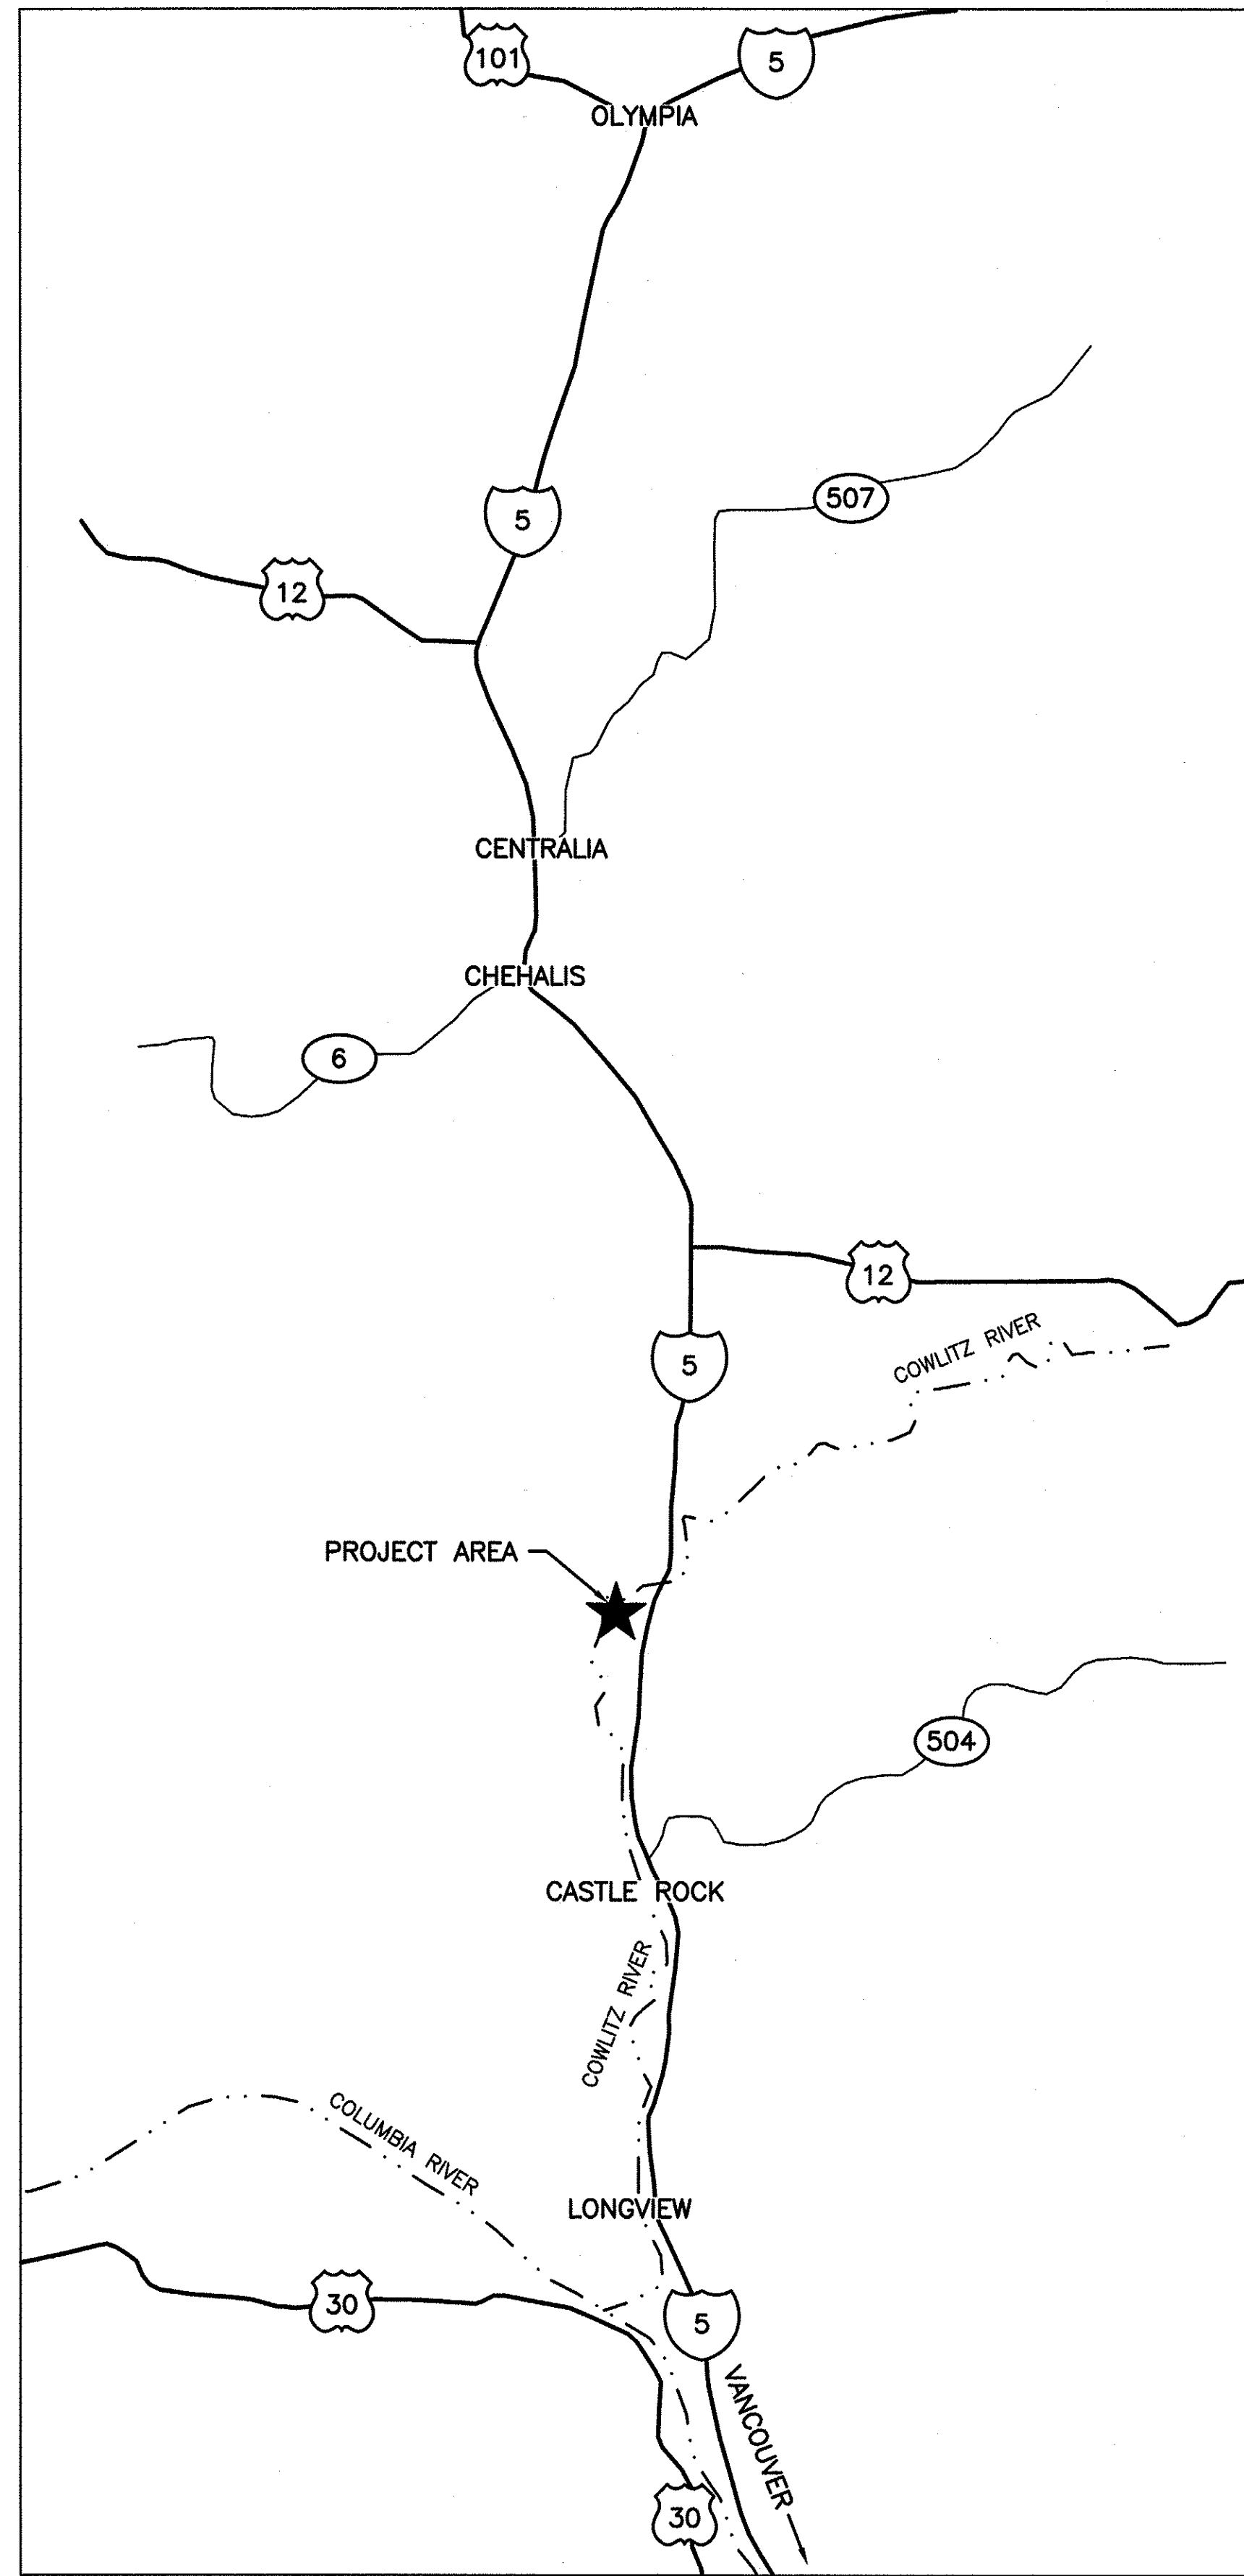 101
5
OLYMPIA
507
5
12
CENTRALIA
CHEHALIS
6
12
COWLITZ RIVER
5
PROJECT AREA
504
CASTLE ROCK
COWLITZ RIVER
COLUMBIA RIVER
LONGVIEW
30
5
VANCOUVER
30